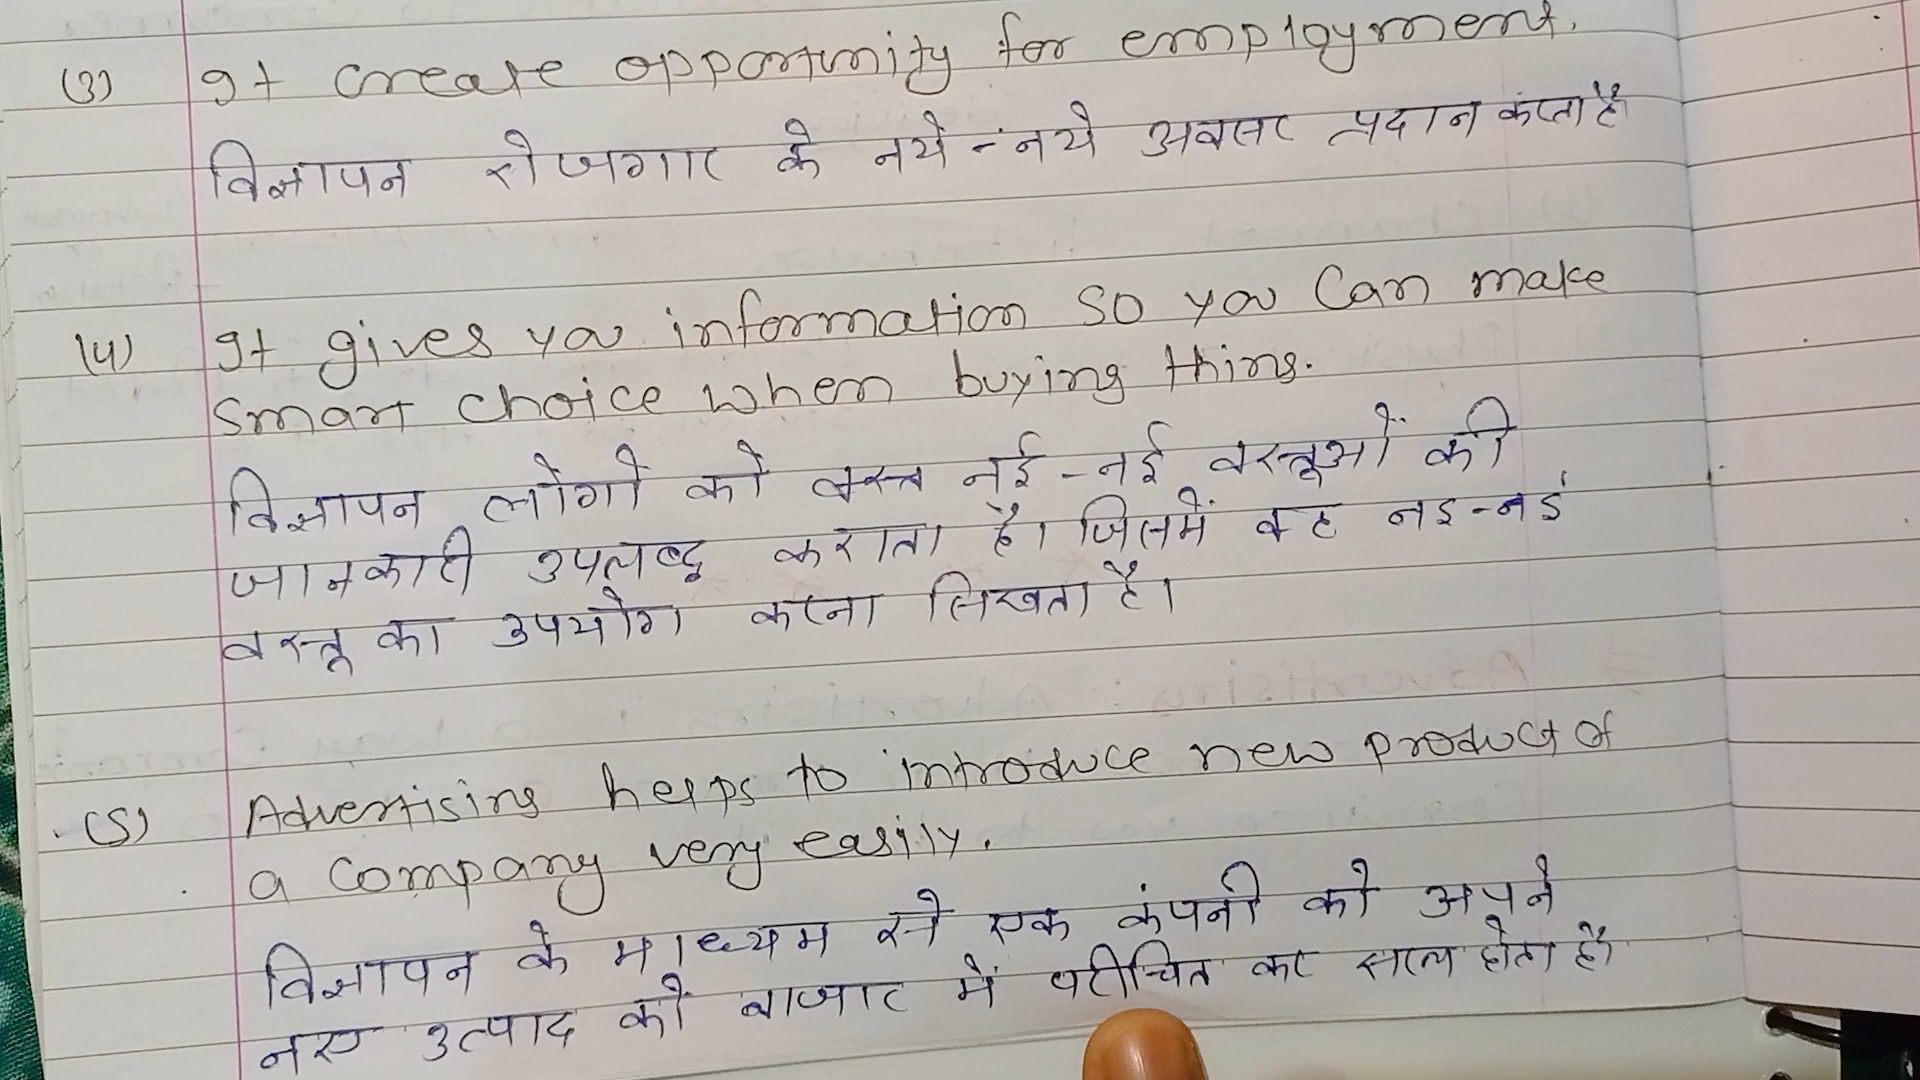 (3) It create opportunity for employment.
विज्ञापन रोजगार के नये-नये अवसर प्रदान करता है
(4) It gives you information so you can make
smart choice when buying thing.
विज्ञापन लोगो को नई-नई वस्तूओं की
जानकारी उपलब्द्ध कराता है। जिसमें वह नइ-नई
वस्तू का उपयोग करना सिखता है।
(5) Advertising helps to introduce new product of
a company very easily.
विज्ञापन के माध्यम से एक कंपनी को अपने
नए उत्पाद को बाजार में परीचित कर सरल होता है